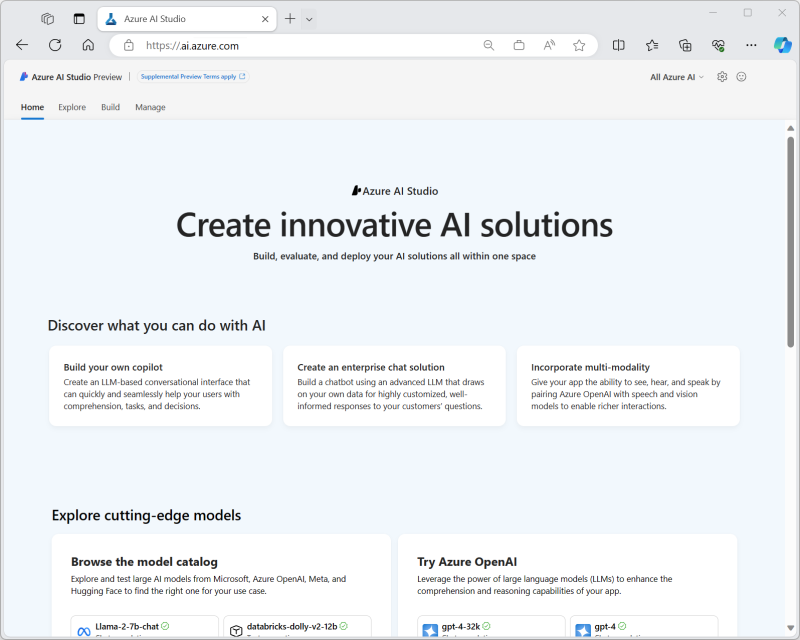 Azure AI Studio
https://ai.azure.com
Azure AI Studio Preview
Supplemental Preview Terms apply
All Azure AI
Home Explore Build Manage
Azure AI Studio
Create innovative AI solutions
Build, evaluate, and deploy your AI solutions all within one space
Discover what you can do with AI
Build your own copilot
Create an LLM-based conversational interface that
can quickly and seamlessly help your users with
comprehension, tasks, and decisions.
Create an enterprise chat solution
Build a chatbot using an advanced LLM that draws
on your own data for highly customized, well-
informed responses to your customers' questions.
Incorporate multi-modality
Give your app the ability to see, hear, and speak by
pairing Azure OpenAI with speech and vision
models to enable richer interactions.
Explore cutting-edge models
Browse the model catalog
Explore and test large AI models from Microsoft, Azure OpenAI, Meta, and
Hugging Face to find the right one for your use case.
Llama-2-7b-chat
databricks-dolly-v2-12b
Try Azure OpenAI
Leverage the power of large language models (LLMs) to enhance the
comprehension and reasoning capabilities of your app.
gpt-4-32k
gpt-4